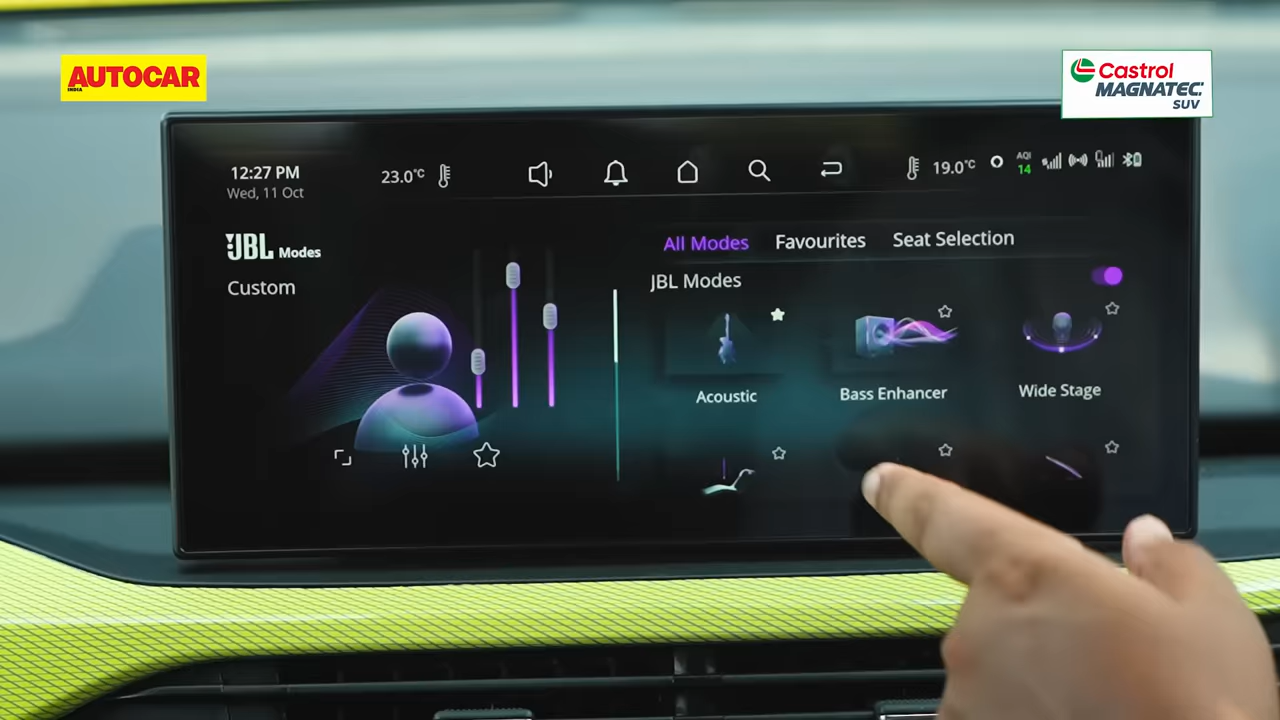 AUTOCAR
INDIA
Castrol
MAGNATEC
SUV
12:27 PM
Wed, 11 Oct
23.0°C
19.0°C
AQI
14
JBL Modes
Custom
All Modes
Favourites
Seat Selection
JBL Modes
Acoustic
Bass Enhancer
Wide Stage